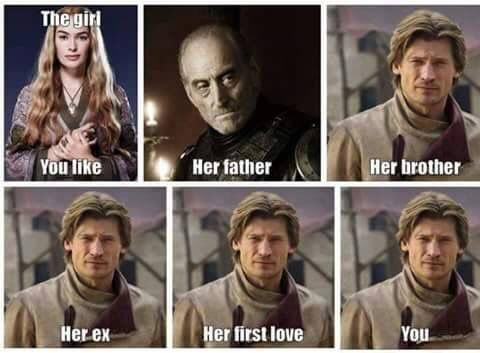 The girl
You like
Her father
Her brother
Her ex
Her first love
You